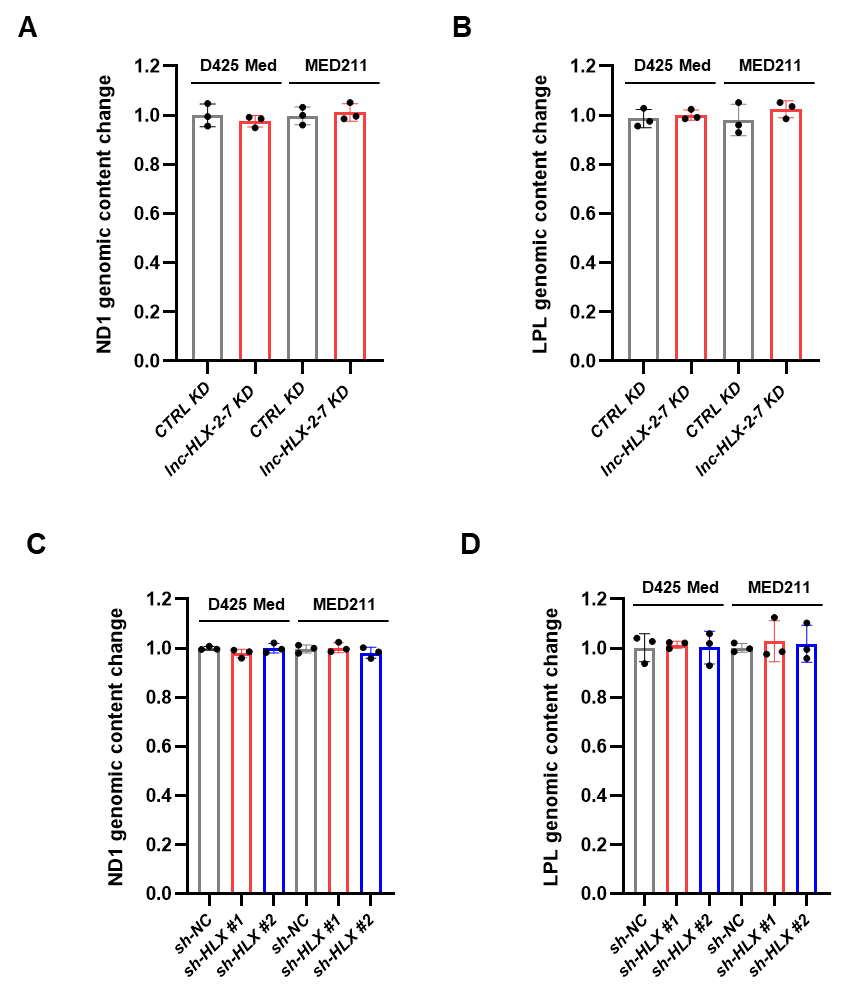 A
ND1 genomic content change
D425 Med MED211
1.2
1.0
0.8
0.6
0.4
0.2
0.0
CTRL KD
lnc-HLX-2-7 KD
CTRL KD
lnc-HLX-2-7 KD
B
LPL genomic content change
D425 Med MED211
1.2
1.0
0.8
0.6
0.4
0.2
0.0
CTRL KD
lnc-HLX-2-7 KD
CTRL KD
lnc-HLX-2-7 KD
C
ND1 genomic content change
D425 Med MED211
1.2
1.0
0.8
0.6
0.4
0.2
0.0
sh-NC
sh-HLX #1
sh-HLX #2
sh-NC
sh-HLX #1
sh-HLX #2
D
LPL genomic content change
D425 Med MED211
1.2
1.0
0.8
0.6
0.4
0.2
0.0
sh-NC
sh-HLX #1
sh-HLX #2
sh-NC
sh-HLX #1
sh-HLX #2